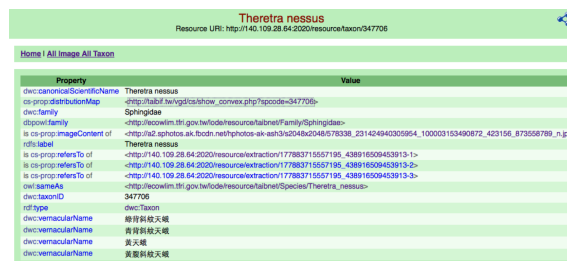 Theretra nessus
Resource URI: http://140.109.28.64:2020/resource/taxon/347706
Home | All Image All Taxon
Property Value
dwc:canonicalScientificName Theretra nessus
cs-prop:distributionMap <http://taibif.tw/vgd/cs/show_convex.php?spcode=347706>
dwc:family Sphingidae
dbpowl:family <http://ecowlim.tfri.gov.tw/lode/resource/taibnet/Family/Sphingidae>
is cs-prop:imageContent of <http://a2.sphotos.ak.fbcdn.net/hphotos-ak-ash3/s2048x2048/578338_231424940305954_100003153490872_423156_873558789_n.jp
rdfs:label Theretra nessus
is cs-prop:refersTo of <http://140.109.28.64:2020/resource/extraction/177883715557195_438916509453913-1>
is cs-prop:refersTo of <http://140.109.28.64:2020/resource/extraction/177883715557195_438916509453913-2>
is cs-prop:refersTo of <http://140.109.28.64:2020/resource/extraction/177883715557195_438916509453913-3>
owl:sameAs <http://ecowlim.tfri.gov.tw/lode/resource/taibnet/Species/Theretra_nessus>
dwc:taxonID 347706
rdf:type dwc:Taxon
dwc:vernacularName 綠背斜紋天蛾
dwc:vernacularName 青背斜紋天蛾
dwc:vernacularName 黃天蛾
dwc:vernacularName 黃腹斜紋天蛾